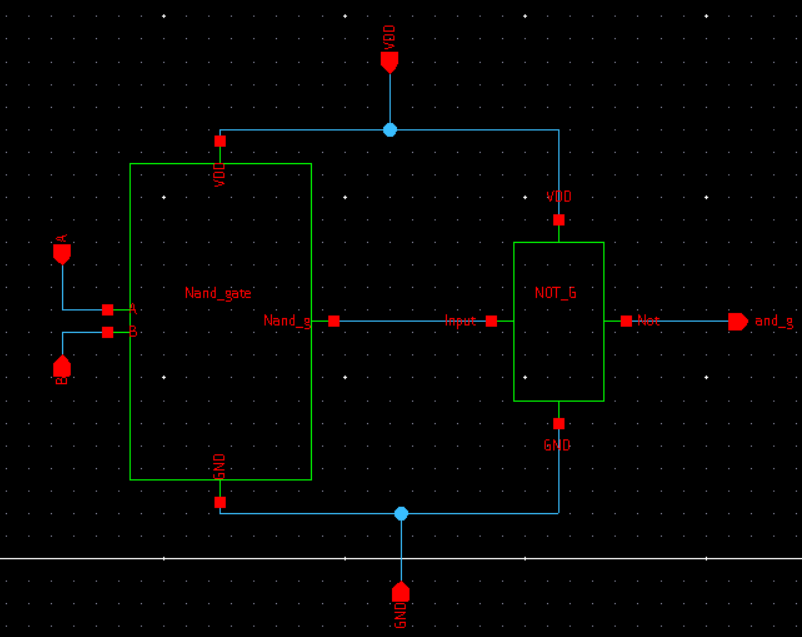 VDD
VDD
VDD
A
Nand_gate
NOT_G
A
Nand_g
Input
Not
and_g
B
B
GND
GND
GND